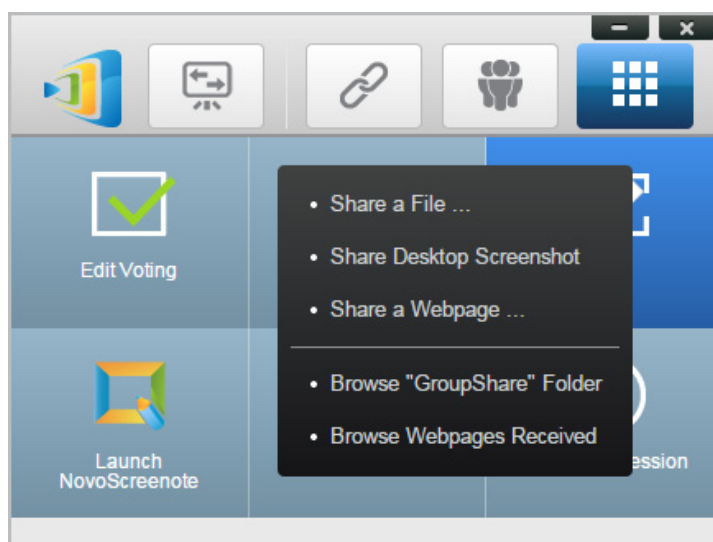 Edit Voting
Share a File ...
Share Desktop Screenshot
Share a Webpage ...
Browse "GroupShare" Folder
Browse Webpages Received
Launch
NovoScreenote
ession